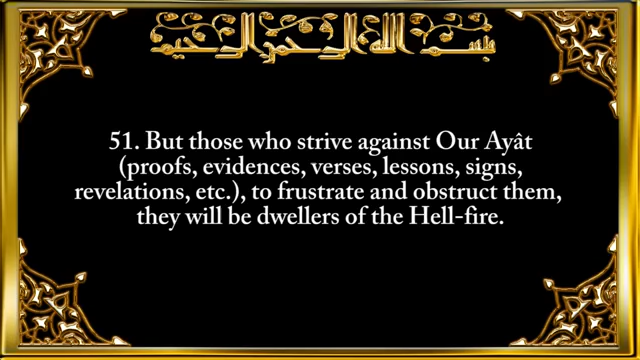 بسم الله الرحمن الرحيم
51. But those who strive against Our Ayât
(proofs, evidences, verses, lessons, signs,
revelations, etc.), to frustrate and obstruct them,
they will be dwellers of the Hell-fire.